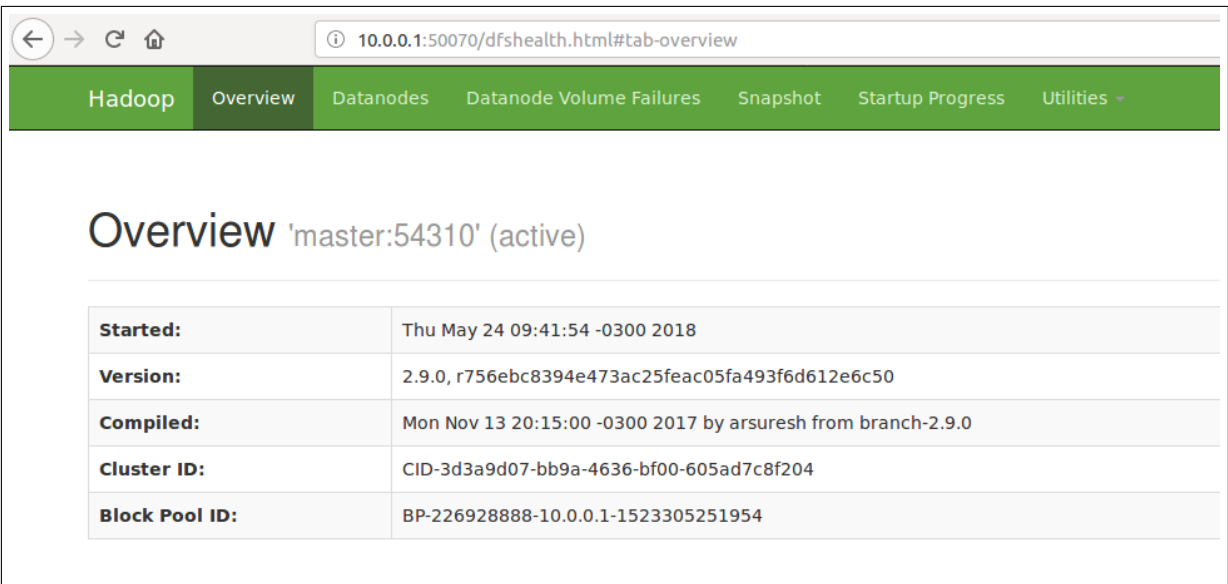 10.0.0.1:50070/dfshealth.html#tab-overview
Hadoop Overview Datanodes Datanode Volume Failures Snapshot Startup Progress Utilities
Overview 'master:54310' (active)
Started: Thu May 24 09:41:54 -0300 2018
Version: 2.9.0, r756ebc8394e473ac25feac05fa493f6d612e6c50
Compiled: Mon Nov 13 20:15:00 -0300 2017 by arsuresh from branch-2.9.0
Cluster ID: CID-3d3a9d07-bb9a-4636-bf00-605ad7c8f204
Block Pool ID: BP-226928888-10.0.0.1-1523305251954